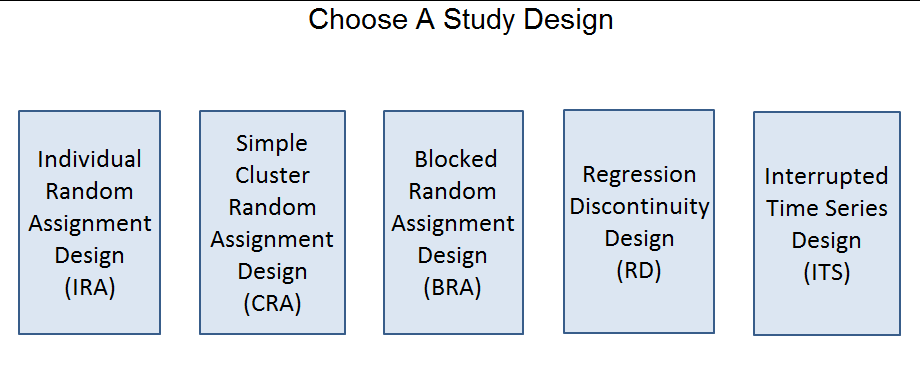 Choose A Study Design
Individual
Random
Assignment
Design
(IRA)
Simple
Cluster
Random
Assignment
Design
(CRA)
Blocked
Random
Assignment
Design
(BRA)
Regression
Discontinuity
Design
(RD)
Interrupted
Time Series
Design
(ITS)